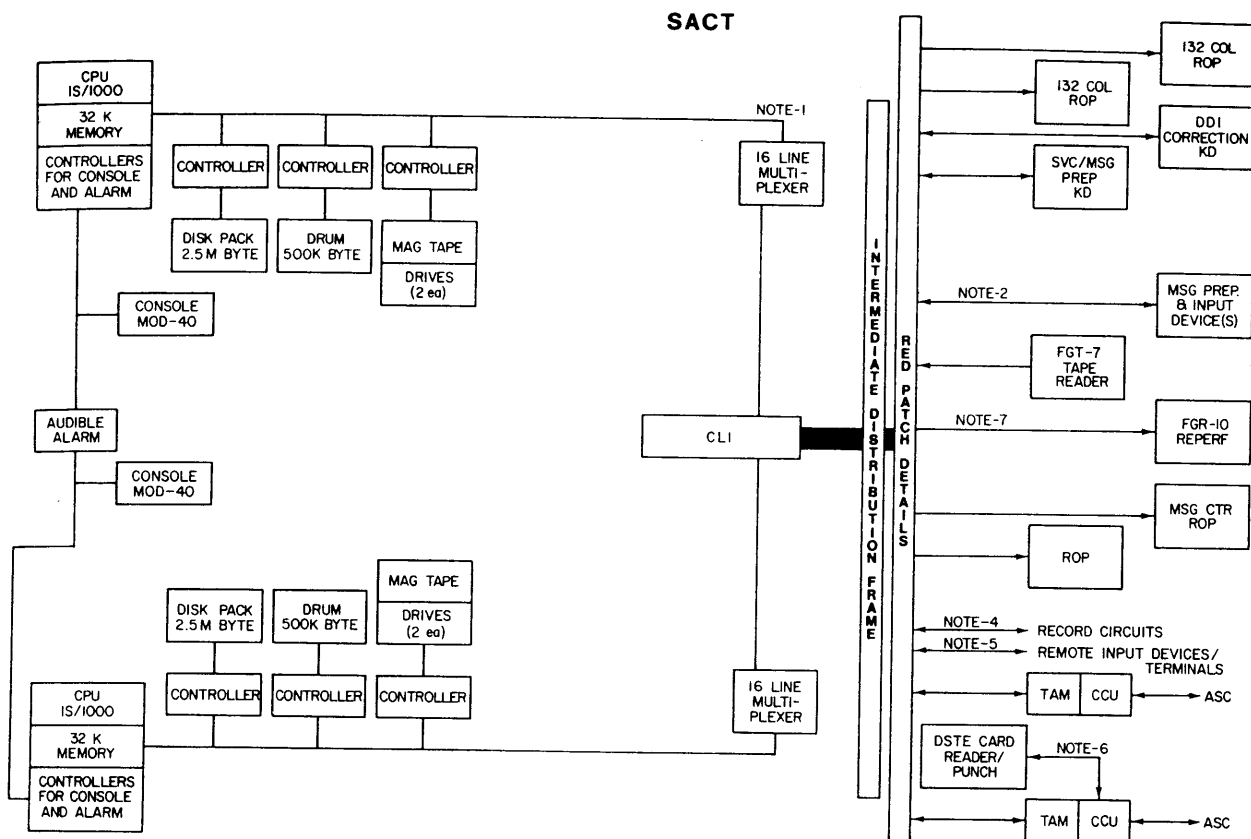 SACT
CPU
IS/1000
32 K
MEMORY
CONTROLLERS
FOR CONSOLE
AND ALARM
CONTROLLER
CONTROLLER
CONTROLLER
DISK PACK
2.5M BYTE
DRUM
500K BYTE
MAG TAPE
DRIVES
(2 ea)
NOTE-1
16 LINE
MULTI-
PLEXER
CONSOLE
MOD-40
AUDIBLE
ALARM
CONSOLE
MOD-40
CLI
INTERMEDIATE DISTRIBUTION FRAME
RED PATCH DETAILS
132 COL
ROP
132 COL
ROP
DDI
CORRECTION
KD
SVC/MSG
PREP
KD
NOTE-2
MSG PREP.
& INPUT
DEVICE(S)
FGT-7
TAPE
READER
NOTE-7
FGR-10
REPERF
MSG CTR
ROP
ROP
NOTE-4
RECORD CIRCUITS
NOTE-5
REMOTE INPUT DEVICES/
TERMINALS
TAM
CCU
ASC
DSTE CARD
READER/
PUNCH
NOTE-6
TAM
CCU
ASC
DISK PACK
2.5M BYTE
DRUM
500K BYTE
MAG TAPE
DRIVES
(2 ea)
CONTROLLER
CONTROLLER
CONTROLLER
16 LINE
MULTI-
PLEXER
CPU
IS/1000
32 K
MEMORY
CONTROLLERS
FOR CONSOLE
AND ALARM